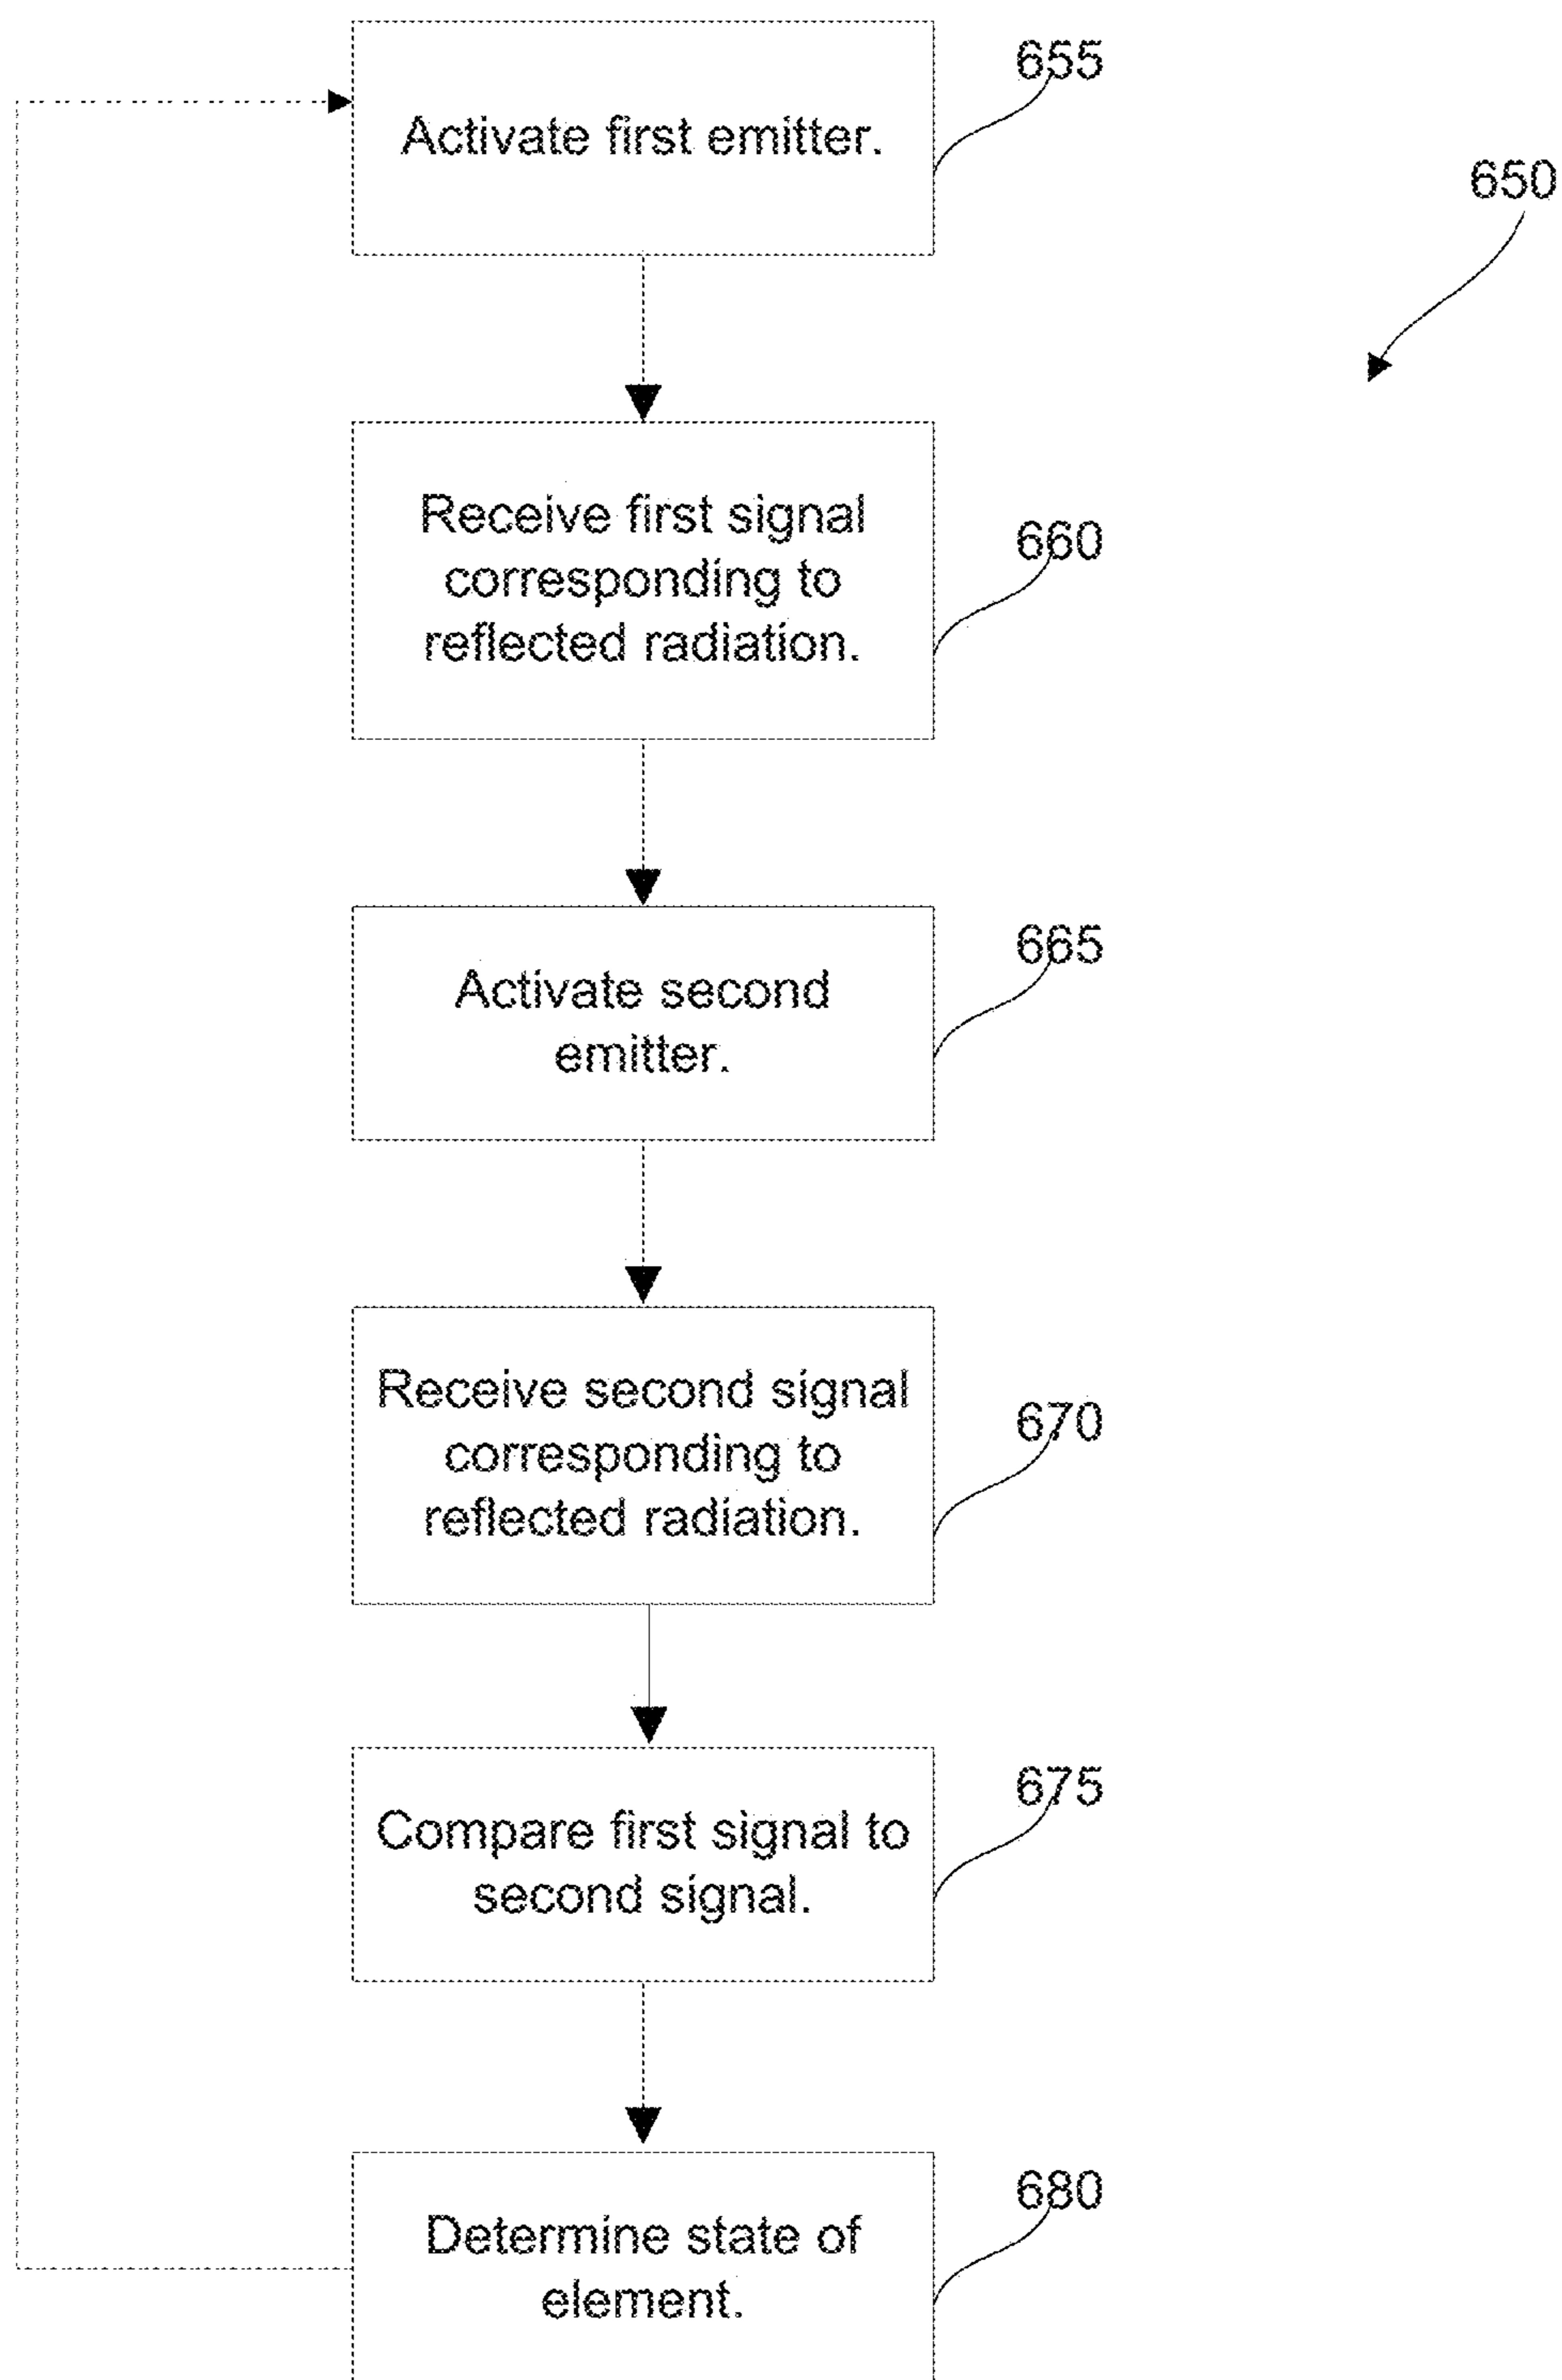 655
Activate first emitter.
650
Receive first signal
corresponding to
reflected radiation.
660
665
Activate second
emitter.
Receive second signal
corresponding to
reflected radiation.
670
675
Compare first signal to
second signal.
680
Determine state of
element.